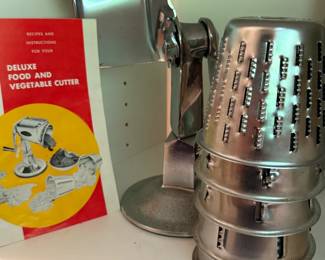 RECIPES AND
INSTRUCTIONS
FOR YOUR
DELUXE
FOOD AND
VEGETABLE CUTTER